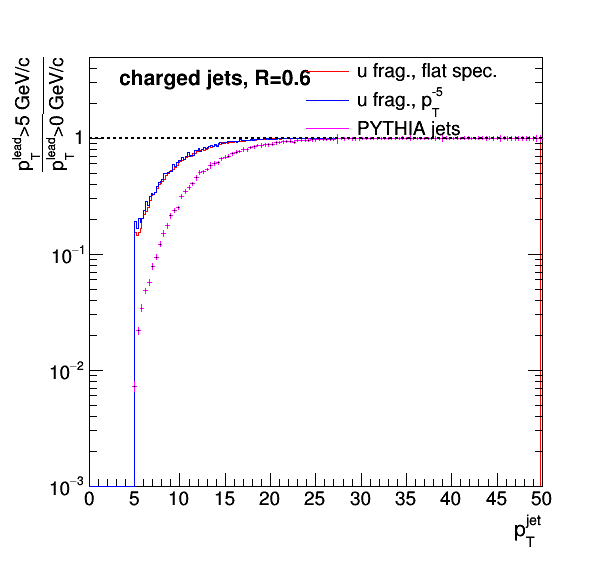 p_T^lead>5 GeV/c
p_T^lead>0 GeV/c
charged jets, R=0.6
u frag., flat spec.
u frag., p_T^-5
PYTHIA jets
1
10^−1
10^−2
10^−3
0 5 10 15 20 25 30 35 40 45 50
p_T^jet